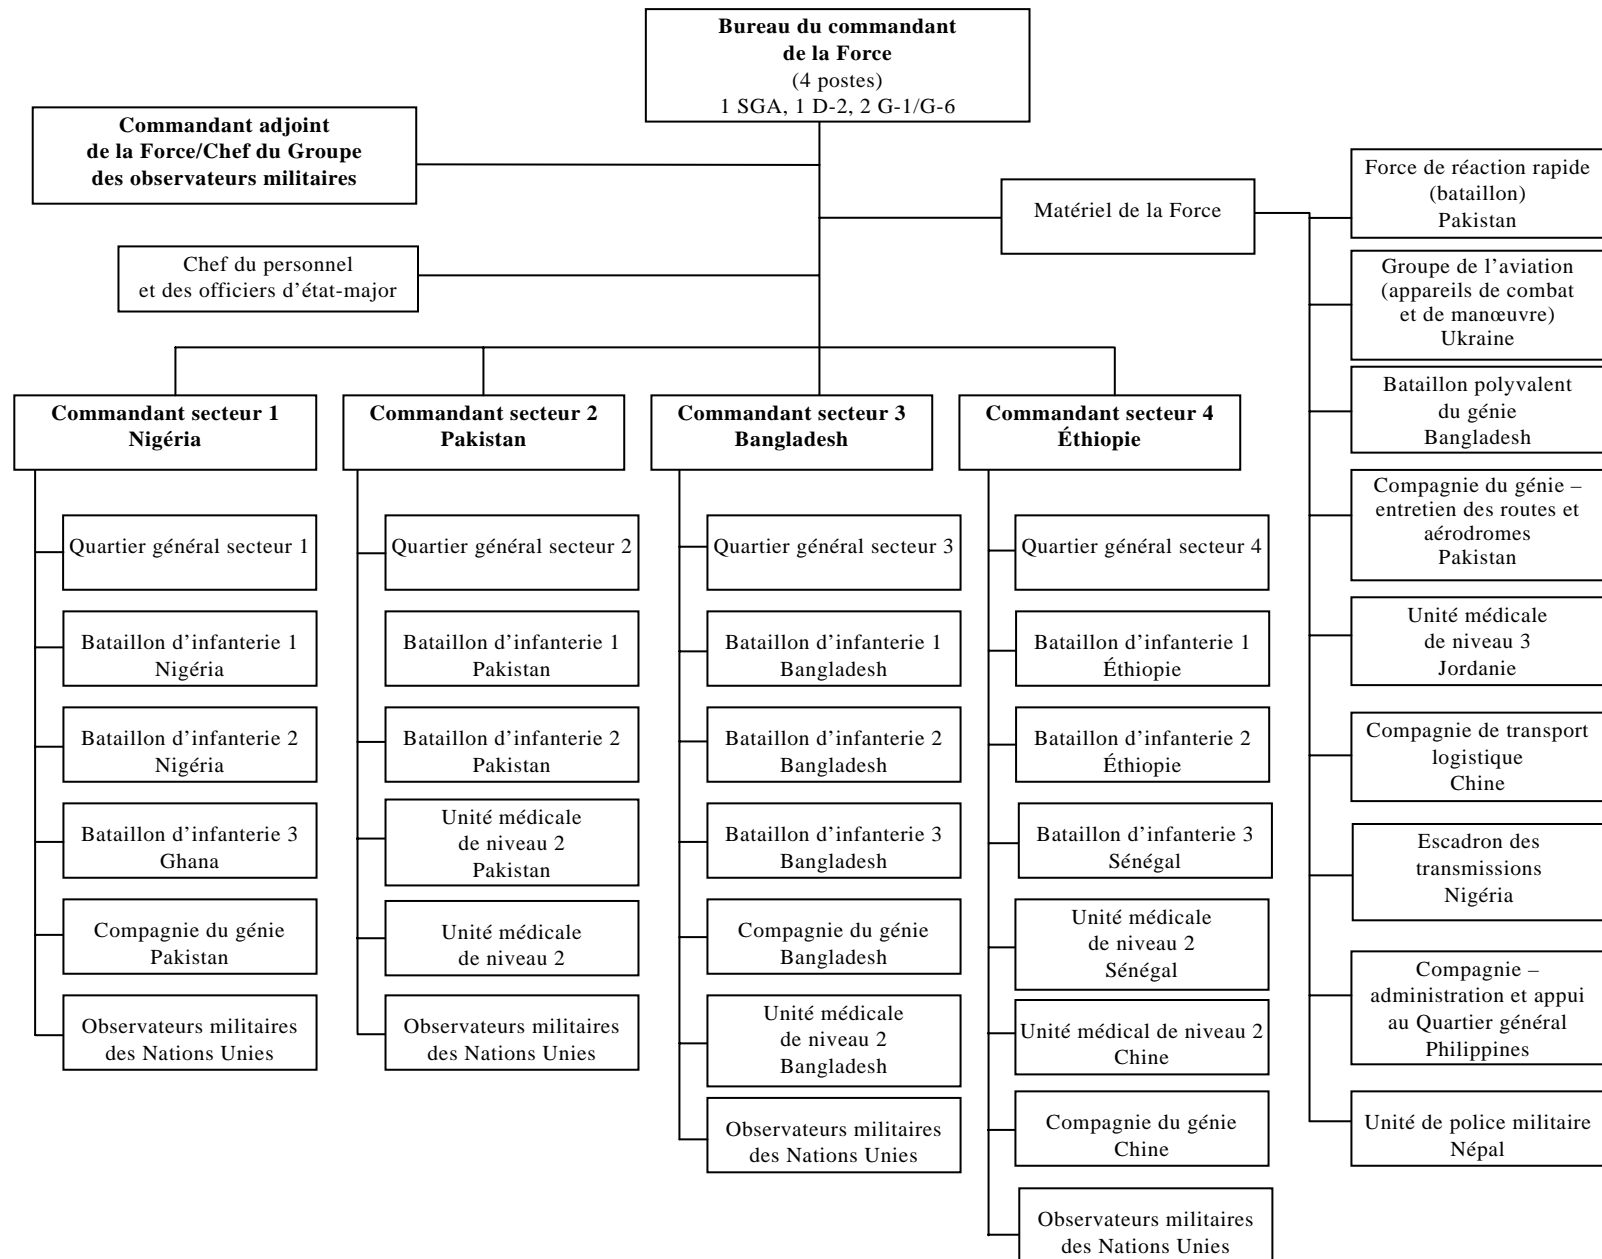 Bureau du commandant
de la Force
(4 postes)
1 SGA, 1 D-2, 2 G-1/G-6
Commandant adjoint
de la Force/Chef du Groupe
des observateurs militaires
Chef du personnel
et des officiers d’état-major
Matériel de la Force
Force de réaction rapide
(bataillon)
Pakistan
Groupe de l’aviation
(appareils de combat
et de manœuvre)
Ukraine
Bataillon polyvalent
du génie
Bangladesh
Compagnie du génie –
entretien des routes et
aérodromes
Pakistan
Unité médicale
de niveau 3
Jordanie
Compagnie de transport
logistique
Chine
Escadron des
transmissions
Nigéria
Compagnie –
administration et appui
au Quartier général
Philippines
Unité de police militaire
Népal
Commandant secteur 1
Nigéria
Quartier général secteur 1
Bataillon d’infanterie 1
Nigéria
Bataillon d’infanterie 2
Nigéria
Bataillon d’infanterie 3
Ghana
Compagnie du génie
Pakistan
Observateurs militaires
des Nations Unies
Commandant secteur 2
Pakistan
Quartier général secteur 2
Bataillon d’infanterie 1
Pakistan
Bataillon d’infanterie 2
Pakistan
Unité médicale
de niveau 2
Pakistan
Unité médicale
de niveau 2
Observateurs militaires
des Nations Unies
Commandant secteur 3
Bangladesh
Quartier général secteur 3
Bataillon d’infanterie 1
Bangladesh
Bataillon d’infanterie 2
Bangladesh
Bataillon d’infanterie 3
Bangladesh
Compagnie du génie
Bangladesh
Unité médicale
de niveau 2
Bangladesh
Observateurs militaires
des Nations Unies
Commandant secteur 4
Éthiopie
Quartier général secteur 4
Bataillon d’infanterie 1
Éthiopie
Bataillon d’infanterie 2
Éthiopie
Bataillon d’infanterie 3
Sénégal
Unité médicale
de niveau 2
Sénégal
Unité médical de niveau 2
Chine
Compagnie du génie
Chine
Observateurs militaires
des Nations Unies